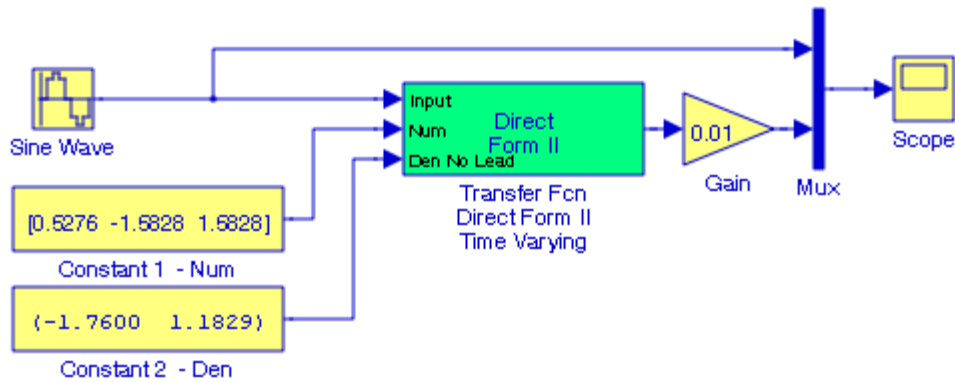 Sine Wave
Input
Num
Den No Lead
Direct
Form II
Transfer Fcn
Direct Form II
Time Varying
0.01
Gain
Mux
Scope
[0.5276 -1.5828 1.5828]
Constant 1 - Num
(-1.7600 1.1829)
Constant 2 - Den